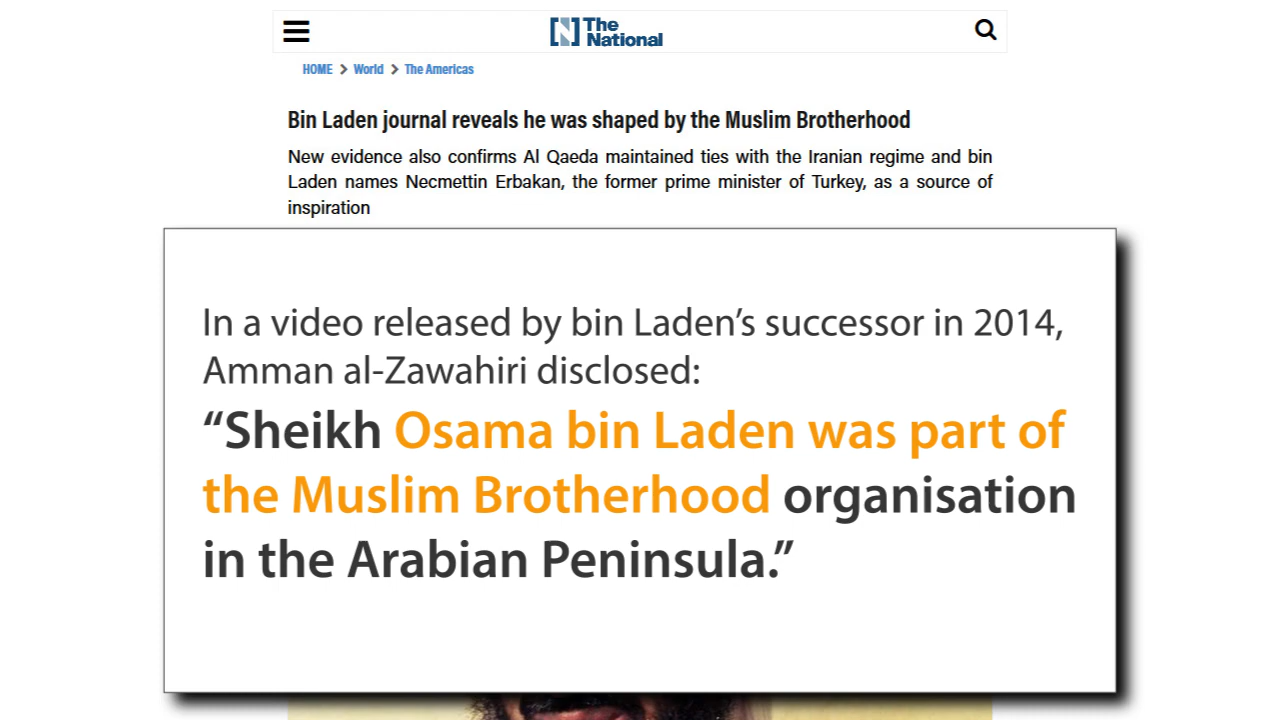 The
National
HOME > World > The Americas
Bin Laden journal reveals he was shaped by the Muslim Brotherhood
New evidence also confirms Al Qaeda maintained ties with the Iranian regime and bin
Laden names Necmettin Erbakan, the former prime minister of Turkey, as a source of
inspiration
In a video released by bin Laden’s successor in 2014,
Amman al-Zawahiri disclosed:
“Sheikh Osama bin Laden was part of
the Muslim Brotherhood organisation
in the Arabian Peninsula.”